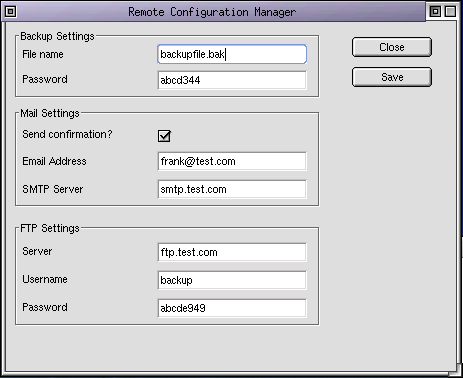 Remote Configuration Manager
Backup Settings
File name backupfile.bak
Password abcd344
Close
Save
Mail Settings
Send confirmation?
Email Address frank@test.com
SMTP Server smtp.test.com
FTP Settings
Server ftp.test.com
Username backup
Password abcde949